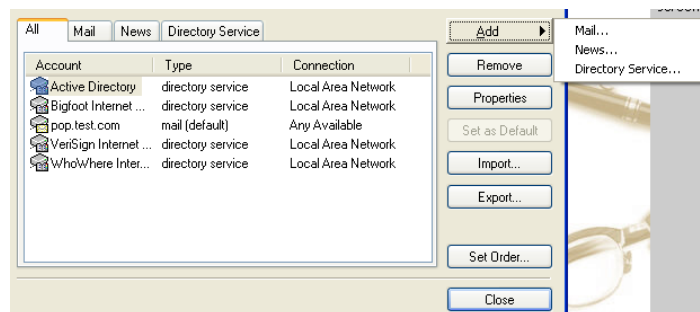 All Mail News Directory Service
Add
Mail...
News...
Directory Service...
Account Type Connection
Active Directory directory service Local Area Network
Bigfoot Internet ... directory service Local Area Network
pop.test.com mail (default) Any Available
VeriSign Internet ... directory service Local Area Network
WhoWhere Inter... directory service Local Area Network
Remove
Properties
Set as Default
Import...
Export...
Set Order...
Close